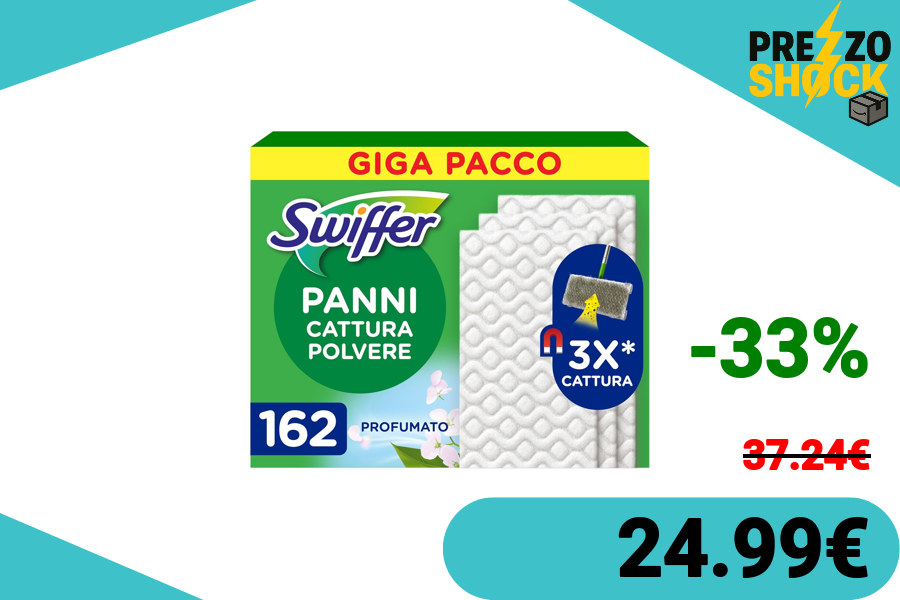 PREZZO
SHOCK
GIGA PACCO
Swiffer
PANNI
CATTURA
POLVERE
3X*
CATTURA
162
PROFUMATO
-33%
37.24€
24.99€